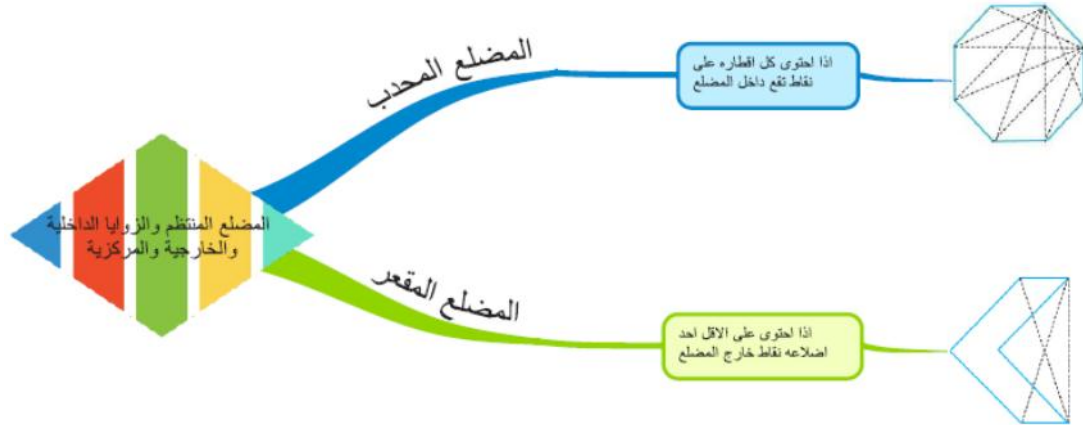 المضلع المنتظم والزوايا الداخلية
والخارجية والمركزية
المضلع المحدب
اذا احتوى كل اقطاره على
نقاط تقع داخل المضلع
المضلع المقعر
اذا احتوى على الاقل احد
اضلاعه نقاط خارج المضلع